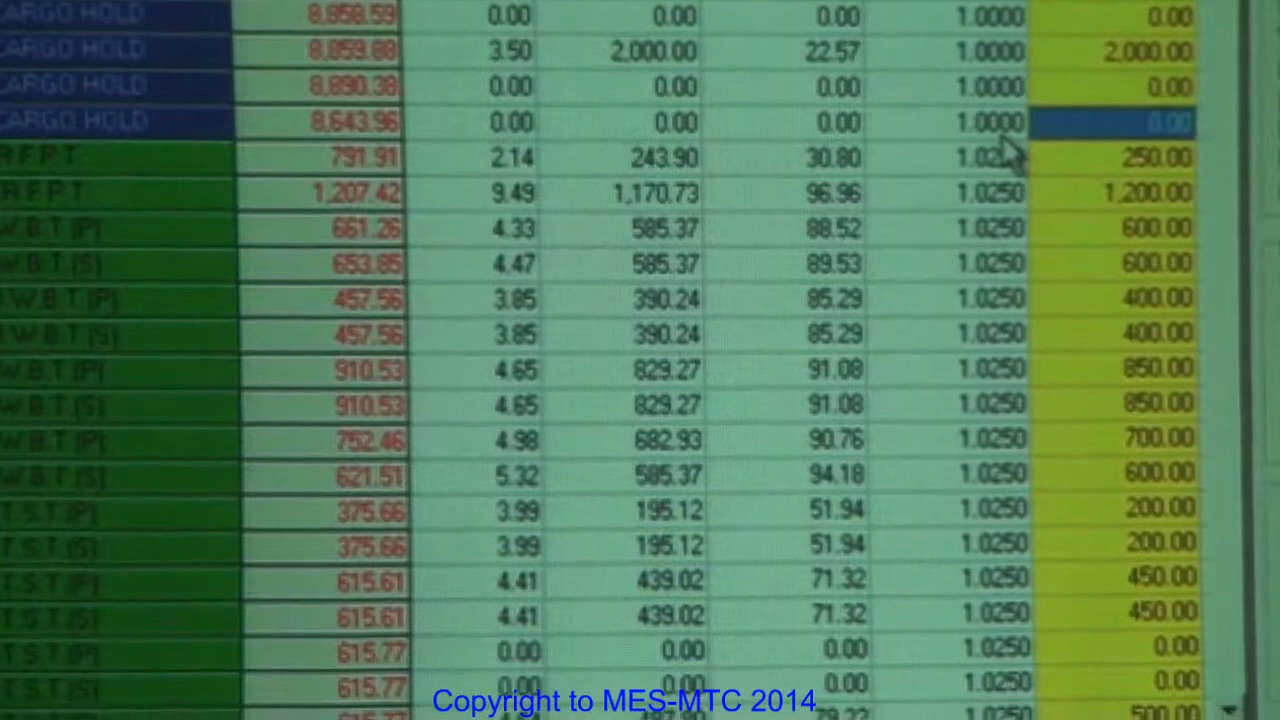 CARGO HOLD 8,858.59 0.00 0.00 0.00 1.0000 0.00
CARGO HOLD 8,859.88 3.50 2,000.00 22.57 1.0000 2,000.00
CARGO HOLD 8,890.38 0.00 0.00 0.00 1.0000 0.00
CARGO HOLD 8,643.96 0.00 0.00 0.00 1.0000 0.00
R F.P.T 791.91 2.14 243.90 30.80 250.00
R F.P.T 1,207.42 9.49 1,170.73 96.96 1.0250 1,200.00
W.B.T (P) 661.26 4.33 585.37 88.52 1.0250 600.00
W.B.T (S) 653.85 4.47 585.37 89.53 1.0250 600.00
W.B.T (P) 457.56 3.85 390.24 85.29 1.0250 400.00
W.B.T (S) 457.56 3.85 390.24 85.29 1.0250 400.00
W.B.T (P) 910.53 4.65 829.27 91.08 1.0250 850.00
W.B.T (S) 910.53 4.65 829.27 91.08 1.0250 850.00
W.B.T (P) 752.46 4.98 682.93 90.76 1.0250 700.00
W.B.T (S) 621.51 5.32 585.37 94.18 1.0250 600.00
T.S.T (P) 375.66 3.99 195.12 51.94 1.0250 200.00
T.S.T (S) 375.66 3.99 195.12 51.94 1.0250 200.00
T.S.T (P) 615.61 4.41 439.02 71.32 1.0250 450.00
T.S.T (S) 615.61 4.41 439.02 71.32 1.0250 450.00
T.S.T (P) 615.77 0.00 0.00 0.00 1.0250 0.00
T.S.T (S) 615.77 0.00 0.00 0.00 1.0250 0.00
1.0250 500.00
Copyright to MES-MTC 2014